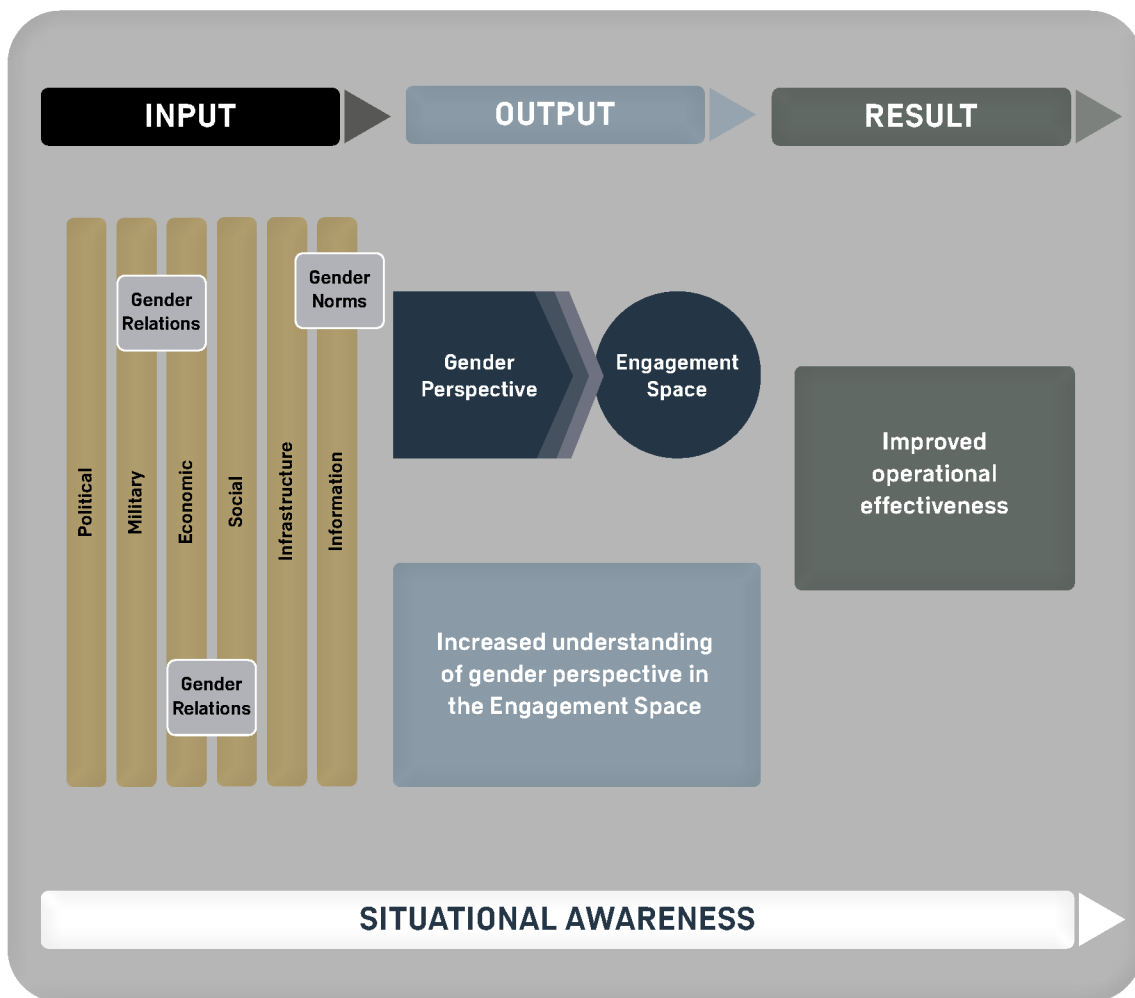 INPUT
OUTPUT
RESULT
Gender
Relations
Gender
Norms
Political
Military
Economic
Social
Infrastructure
Information
Gender
Relations
Gender
Perspective
Engagement
Space
Increased understanding
of gender perspective in
the Engagement Space
Improved
operational
effectiveness
SITUATIONAL AWARENESS